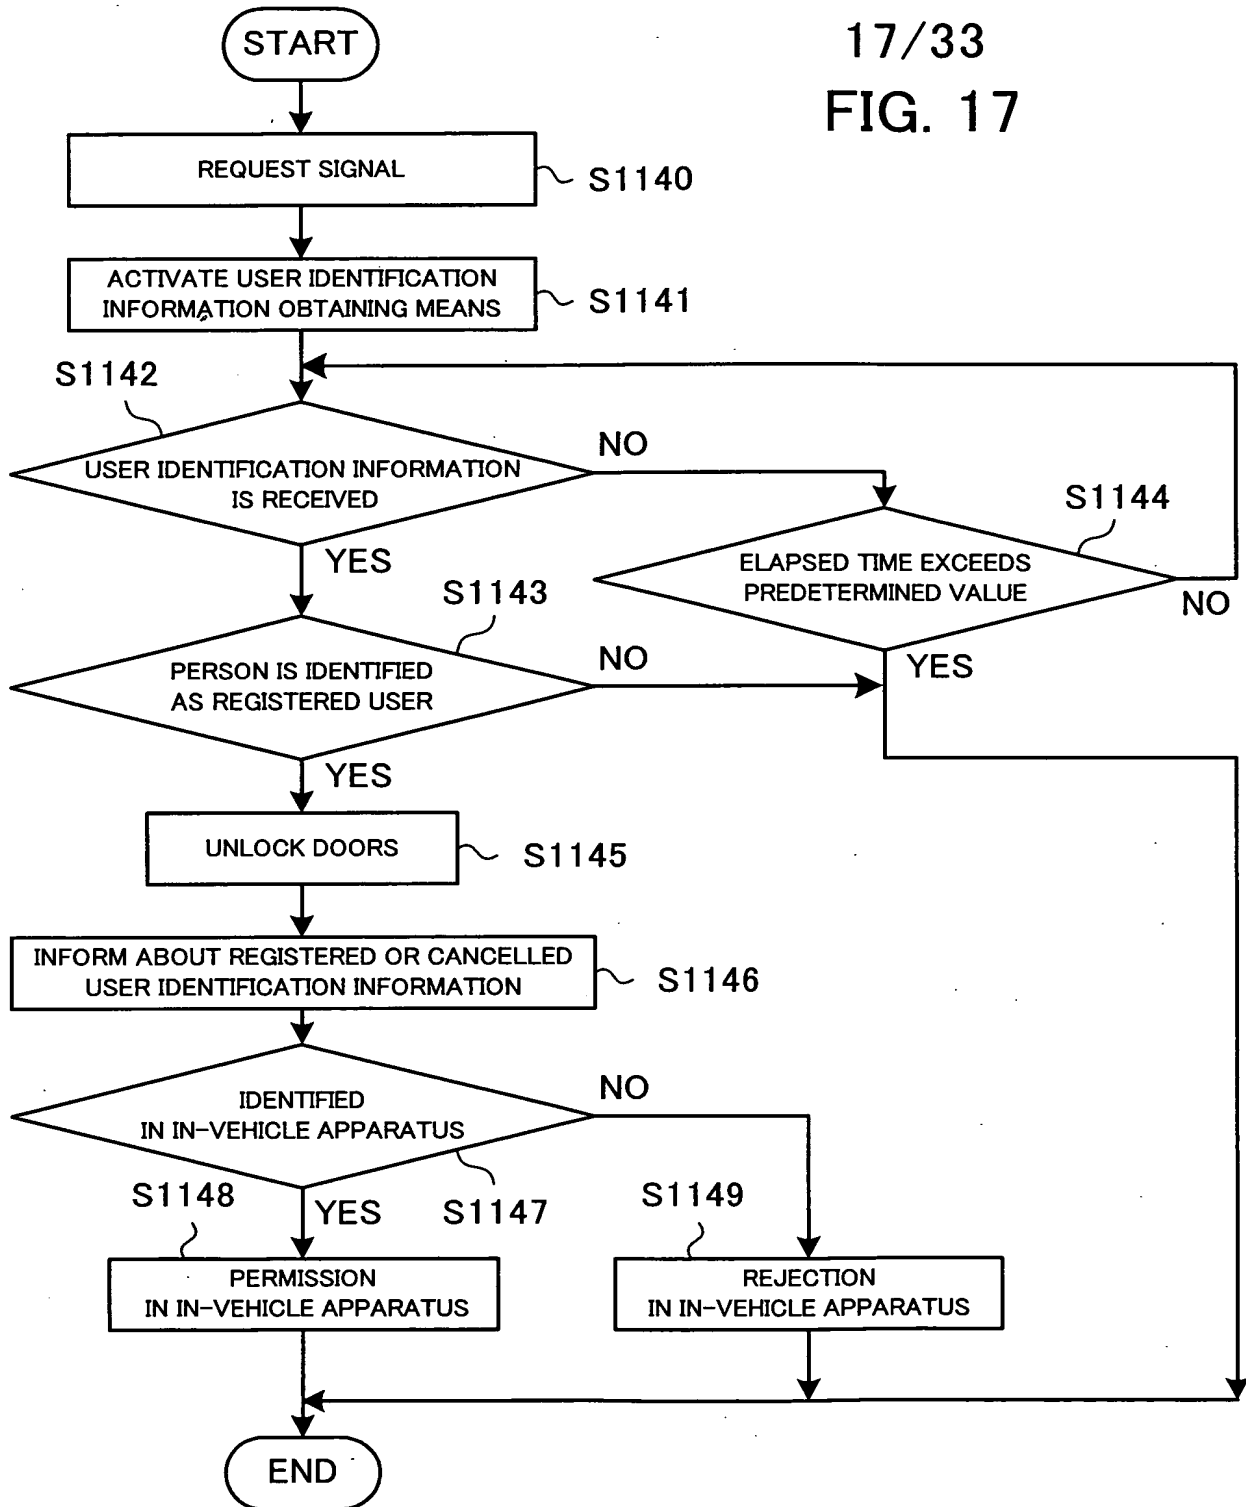 17/33
FIG. 17
START
REQUEST SIGNAL
S1140
ACTIVATE USER IDENTIFICATION
INFORMATION OBTAINING MEANS
S1141
S1142
USER IDENTIFICATION INFORMATION
IS RECEIVED
NO
YES
S1144
ELAPSED TIME EXCEEDS
PREDETERMINED VALUE
NO
YES
S1143
PERSON IS IDENTIFIED
AS REGISTERED USER
NO
YES
UNLOCK DOORS
S1145
INFORM ABOUT REGISTERED OR CANCELLED
USER IDENTIFICATION INFORMATION
S1146
IDENTIFIED
IN IN-VEHICLE APPARATUS
NO
S1147
YES
S1148
PERMISSION
IN IN-VEHICLE APPARATUS
S1149
REJECTION
IN IN-VEHICLE APPARATUS
END